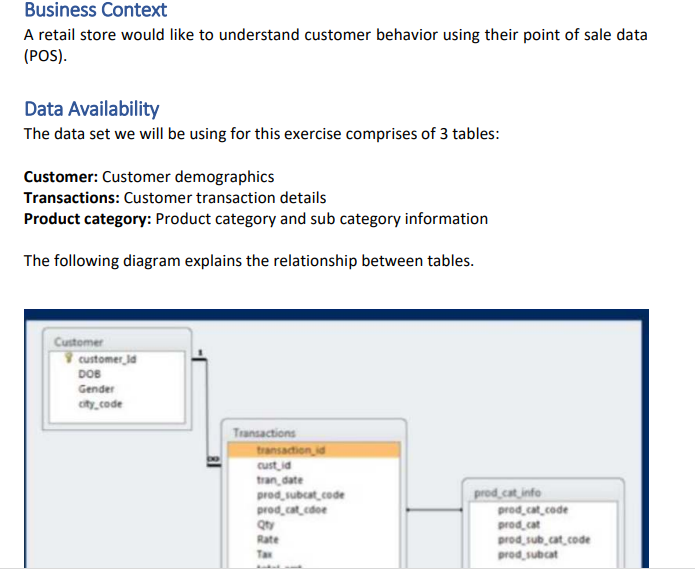 Business Context
A retail store would like to understand customer behavior using their point of sale data
(POS).
Data Availability
The data set we will be using for this exercise comprises of 3 tables:
Customer: Customer demographics
Transactions: Customer transaction details
Product category: Product category and sub category information
The following diagram explains the relationship between tables.
Customer
customer_Id
DOB
Gender
city_code
1
∞
Transactions
transaction_id
cust_id
tran_date
prod_subcat_code
prod_cat_cdoe
Qty
Rate
Tax
prod_cat_info
prod_cat_code
prod_cat
prod_sub_cat_code
prod_subcat